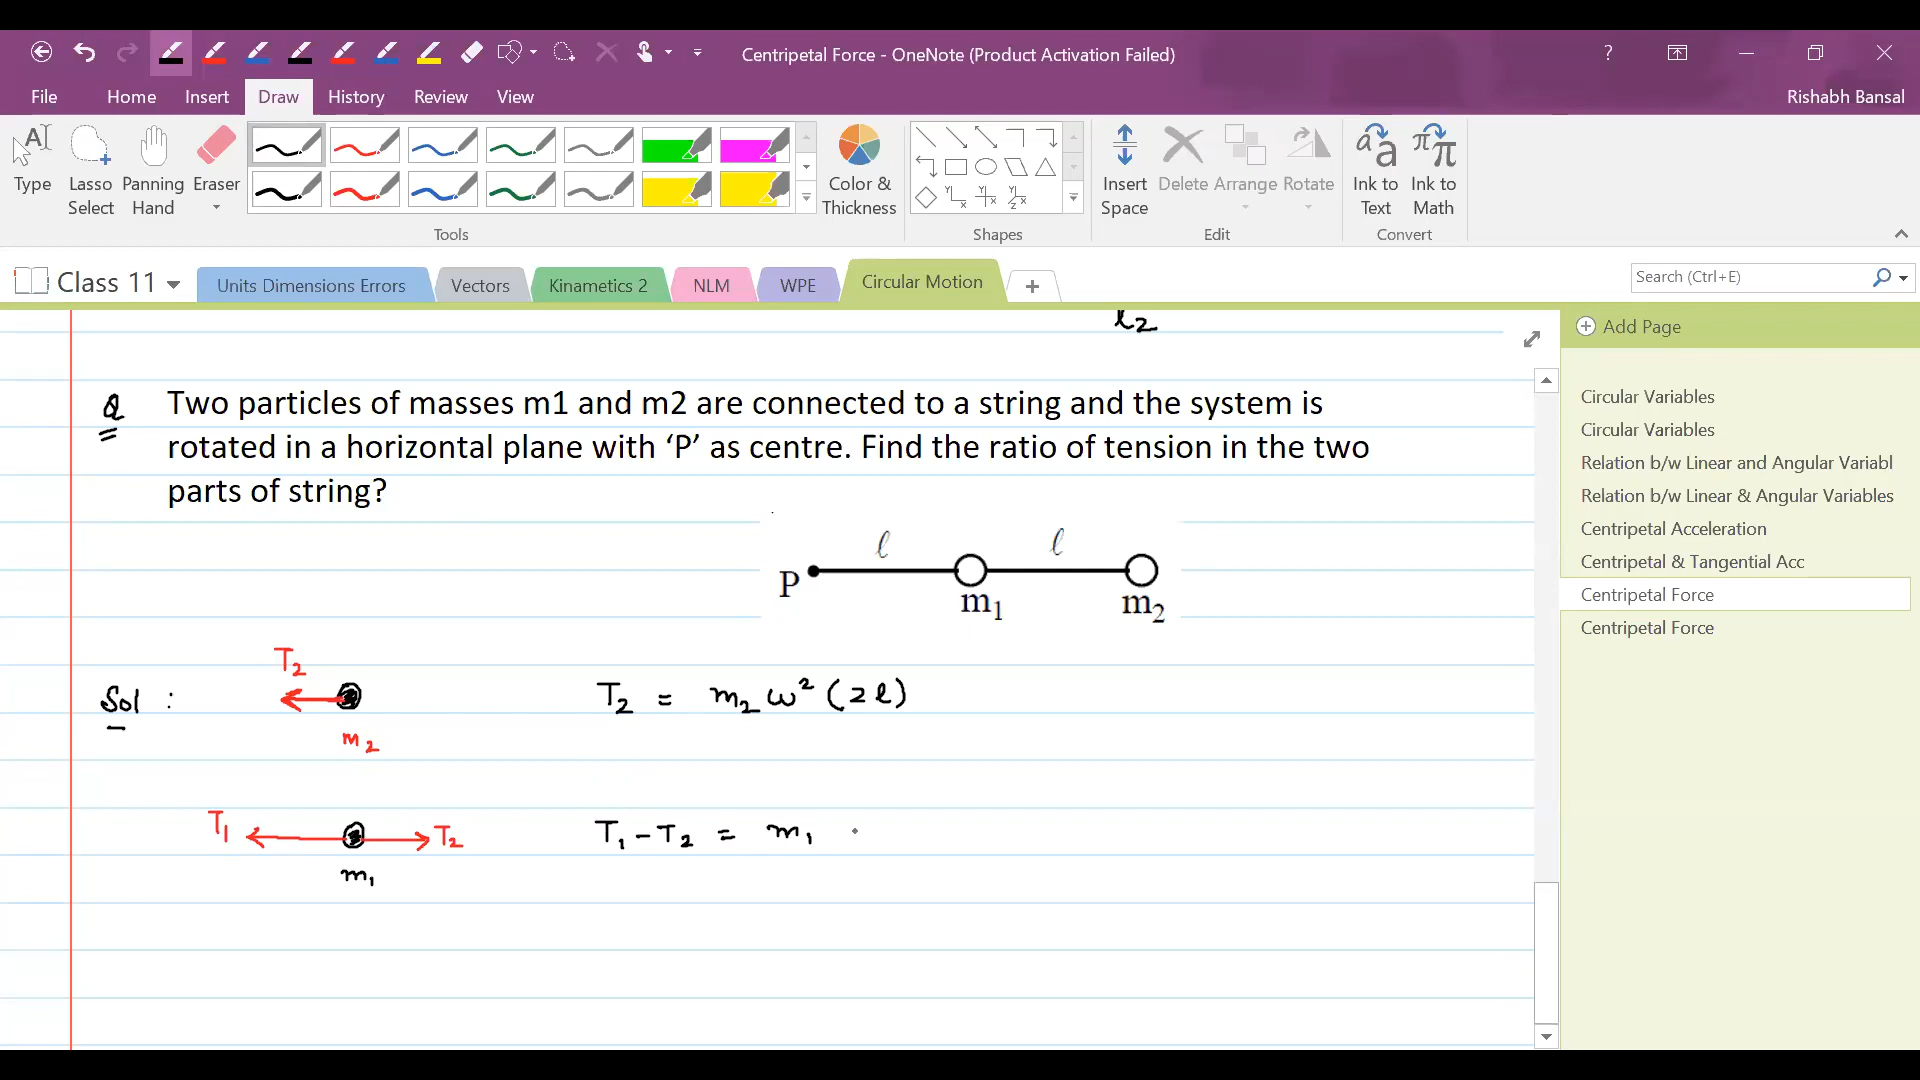 Centripetal Force - OneNote (Product Activation Failed)
?
File
Home
Insert
Draw
History
Review
View
Rishabh Bansal
Type
Lasso Select
Panning Hand
Eraser
Color & Thickness
Insert Space
Delete
Arrange
Rotate
Ink to Text
Ink to Math
Tools
Shapes
Edit
Convert
Class 11
Units Dimensions Errors
Vectors
Kinametics 2
NLM
WPE
Circular Motion
Search (Ctrl+E)
Add Page
Circular Variables
Circular Variables
Relation b/w Linear and Angular Variabl
Relation b/w Linear & Angular Variables
Centripetal Acceleration
Centripetal & Tangential Acc
Centripetal Force
Centripetal Force
l₂
Q Two particles of masses m1 and m2 are connected to a string and the system is
rotated in a horizontal plane with ‘P’ as centre. Find the ratio of tension in the two
parts of string?
ℓ ℓ
P m₁ m₂
T₂
Sol : T₂ = m₂ ω² (2l)
m₂
T₁ T₂ T₁ - T₂ = m₁
m₁